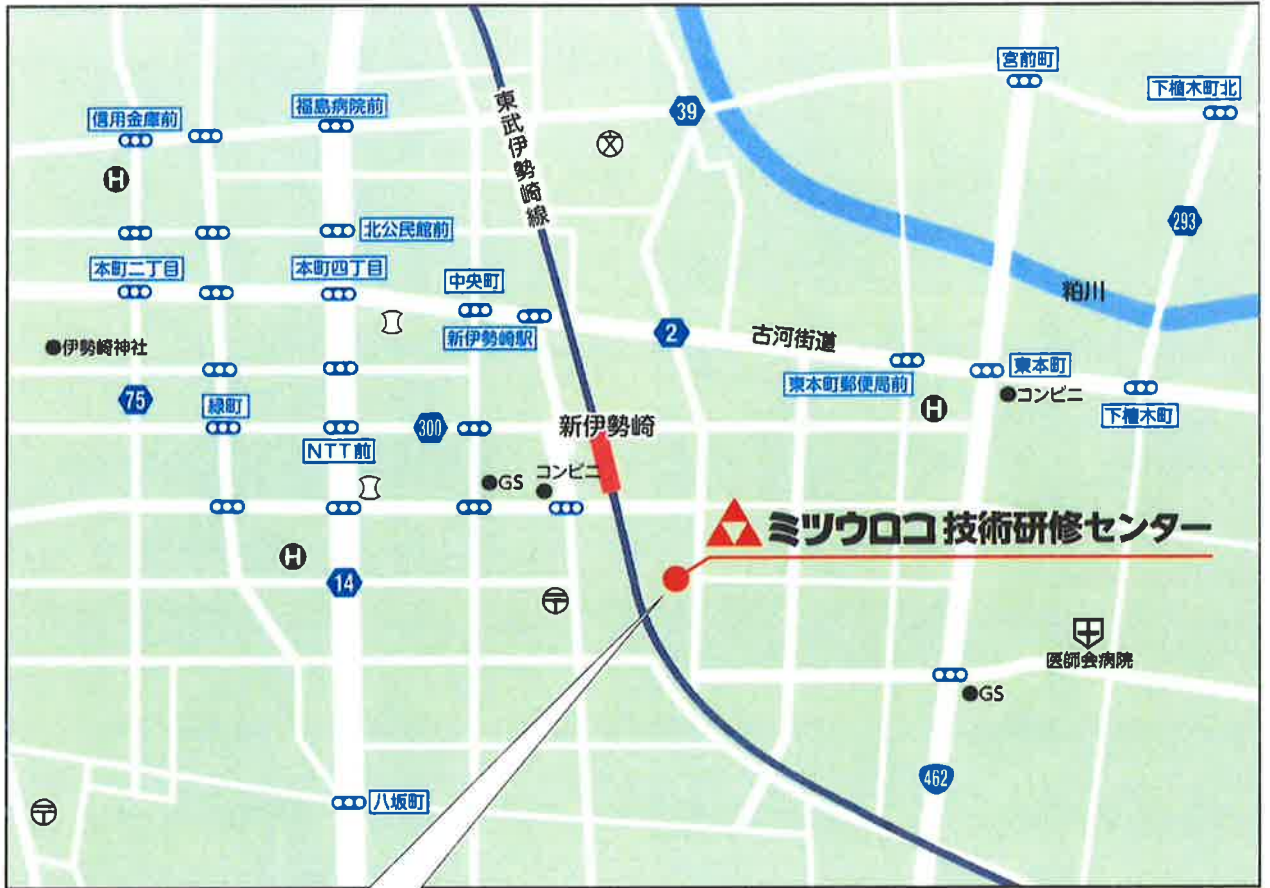 宮前町
下植木町北
39
福島病院前
信用金庫前
東武伊勢崎線
文
H
293
北公民館前
本町二丁目
本町四丁目
中央町
粕川
新伊勢崎駅
2
古河街道
伊勢崎神社
東本町郵便局前
東本町
コンビニ
75
緑町
300
新伊勢崎
H
下植木町
NTT前
GS
コンビニ
ミツウロコ 技術研修センター
H
14
医師会病院
GS
462
八坂町